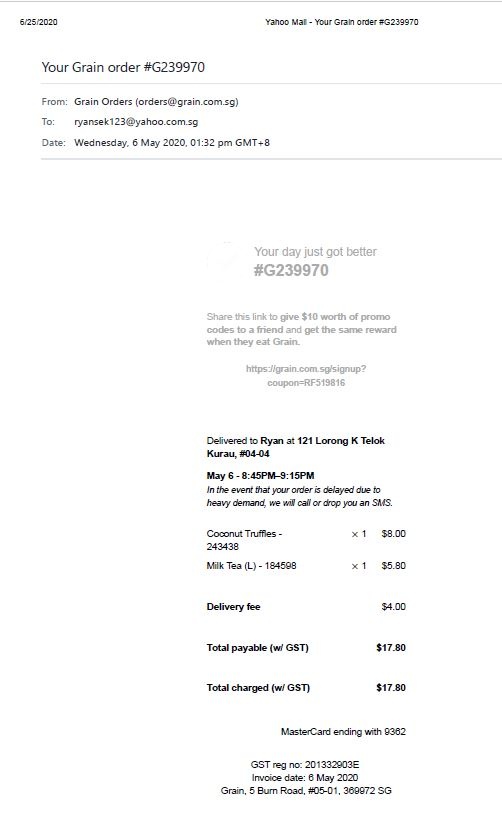 6/25/2020 Yahoo Mail - Your Grain order #G239970
Your Grain order #G239970
From: Grain Orders (orders@grain.com.sg)
To: ryansek123@yahoo.com.sg
Date: Wednesday, 6 May 2020, 01:32 pm GMT+8
Your day just got better
#G239970
Share this link to give $10 worth of promo
codes to a friend and get the same reward
when they eat Grain.
https://grain.com.sg/signup?
coupon=RF519816
Delivered to Ryan at 121 Lorong K Telok
Kurau, #04-04
May 6 - 8:45PM–9:15PM
In the event that your order is delayed due to
heavy demand, we will call or drop you an SMS.
Coconut Truffles - × 1 $8.00
243438
Milk Tea (L) - 184598 × 1 $5.80
Delivery fee $4.00
Total payable (w/ GST) $17.80
Total charged (w/ GST) $17.80
MasterCard ending with 9362
GST reg no: 201332903E
Invoice date: 6 May 2020
Grain, 5 Burn Road, #05-01, 369972 SG